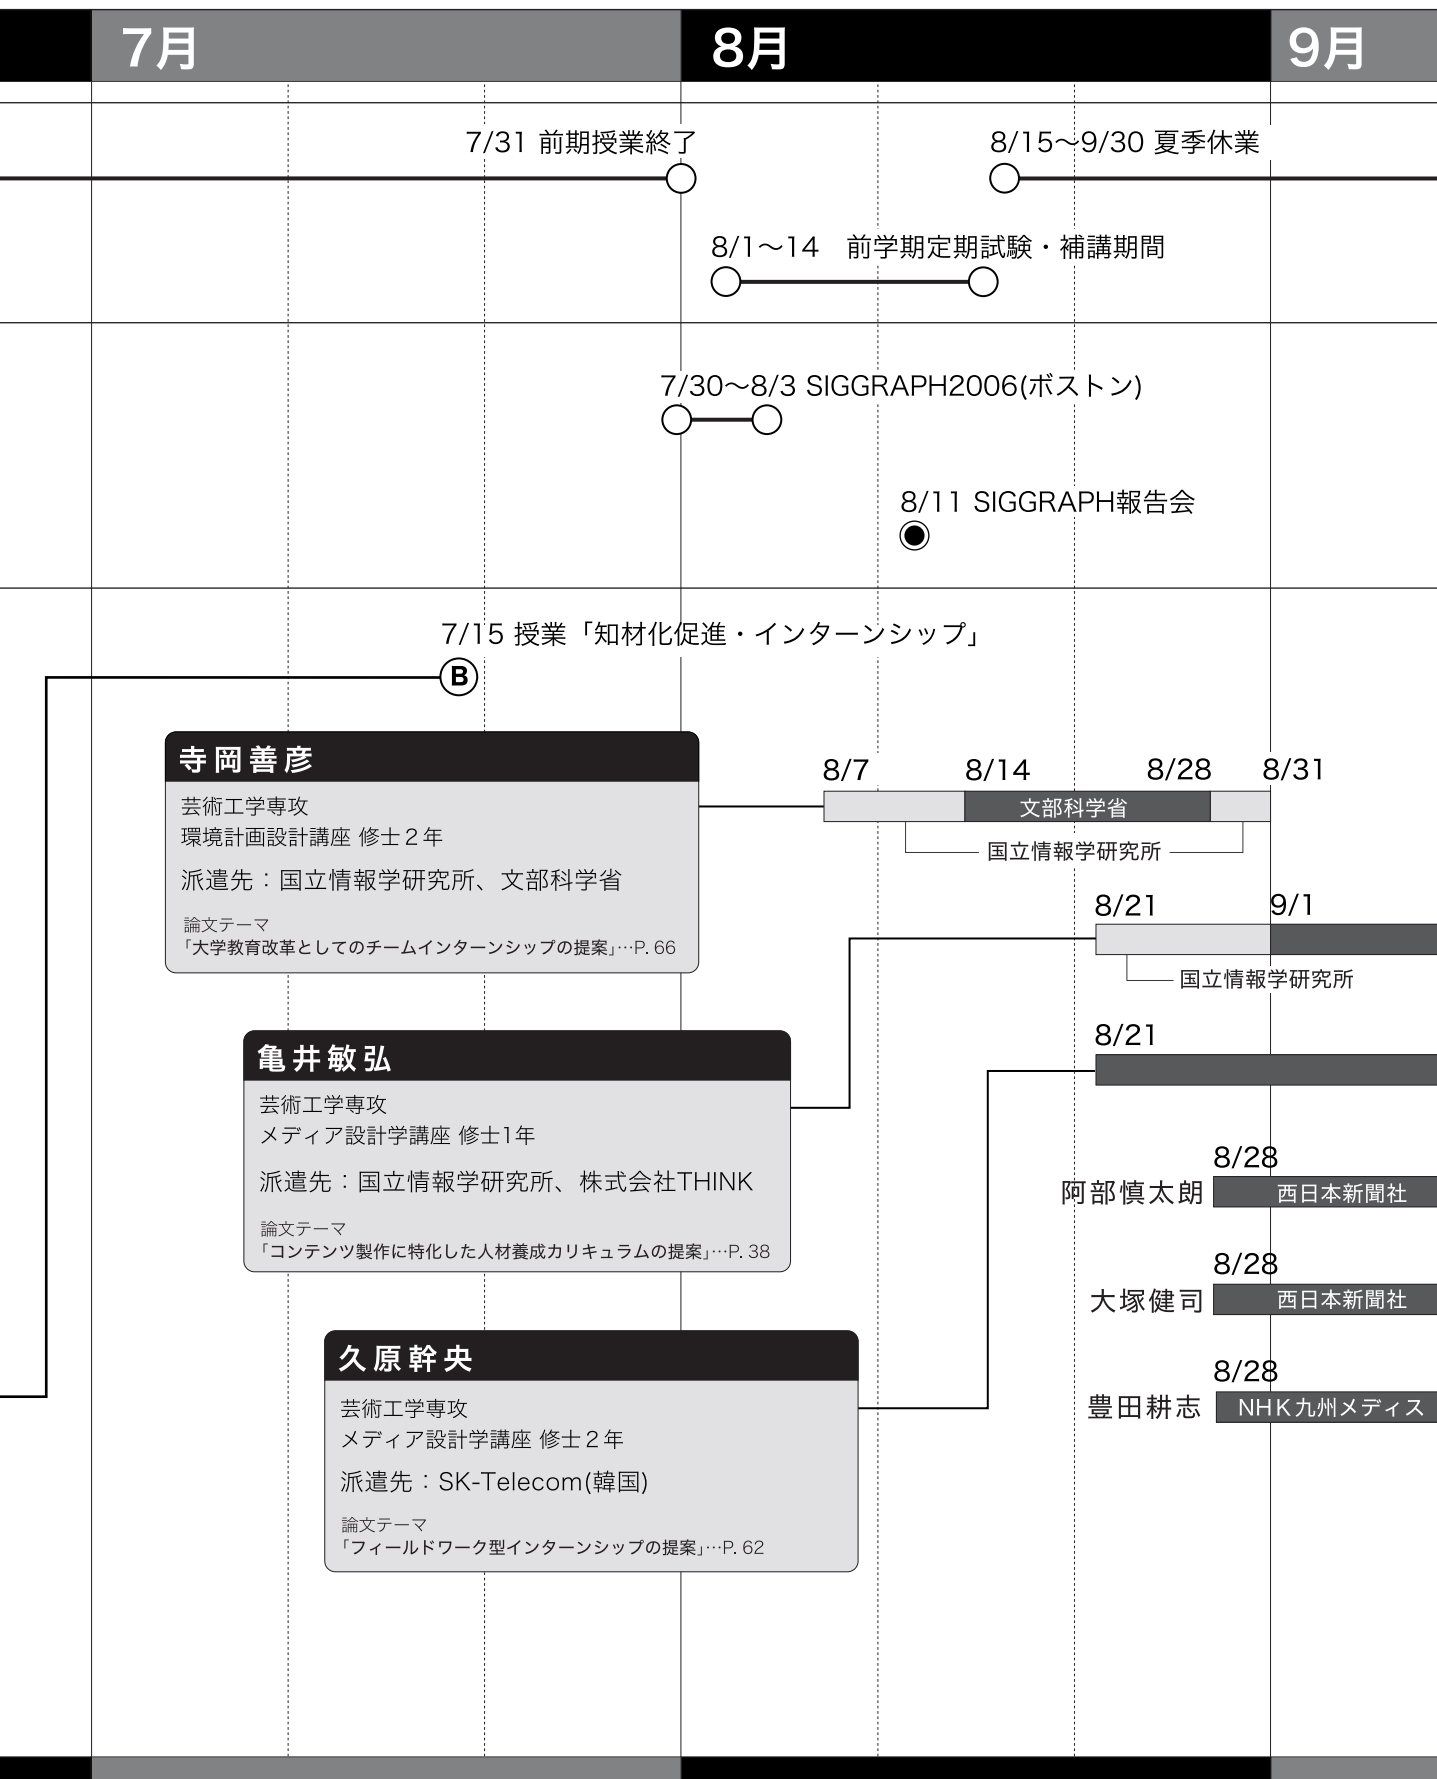 7月
8月
9月
7/31 前期授業終了
8/15〜9/30 夏季休業
8/1〜14　前学期定期試験・補講期間
7/30〜8/3 SIGGRAPH2006(ボストン)
8/11 SIGGRAPH報告会
7/15 授業「知材化促進・インターンシップ」
B
寺岡善彦
芸術工学専攻
環境計画設計講座 修士２年
派遣先：国立情報学研究所、文部科学省
論文テーマ
「大学教育改革としてのチームインターンシップの提案」…P. 66
8/7
8/14
8/28
8/31
文部科学省
国立情報学研究所
8/21
9/1
国立情報学研究所
亀井敏弘
芸術工学専攻
メディア設計学講座 修士1年
派遣先：国立情報学研究所、株式会社THINK
論文テーマ
「コンテンツ製作に特化した人材養成カリキュラムの提案」…P. 38
8/21
8/28
阿部慎太朗
西日本新聞社
8/28
大塚健司
西日本新聞社
久原幹央
芸術工学専攻
メディア設計学講座 修士２年
派遣先：SK-Telecom(韓国)
論文テーマ
「フィールドワーク型インターンシップの提案」…P. 62
8/28
豊田耕志
NHK九州メディス